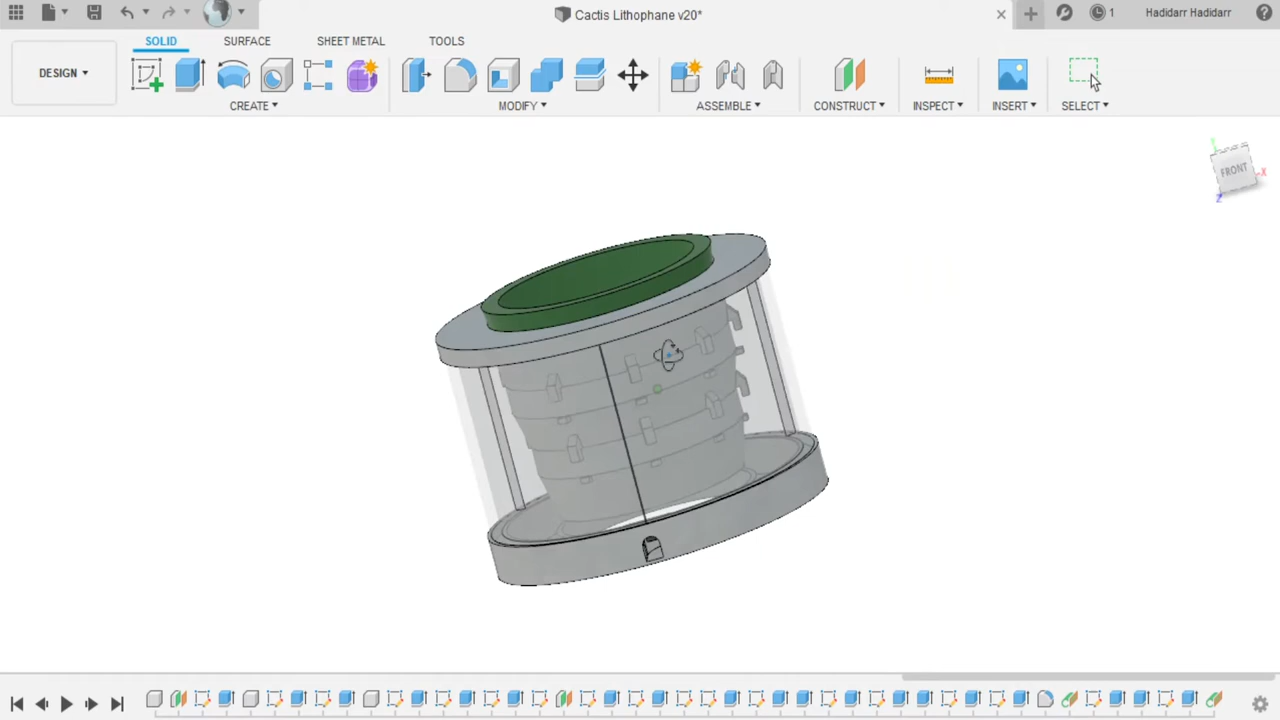 Cactis Lithophane v20*
1
Hadidarr Hadidarr
SOLID
SURFACE
SHEET METAL
TOOLS
DESIGN
CREATE
MODIFY
ASSEMBLE
CONSTRUCT
INSPECT
INSERT
SELECT
FRONT
X
Z